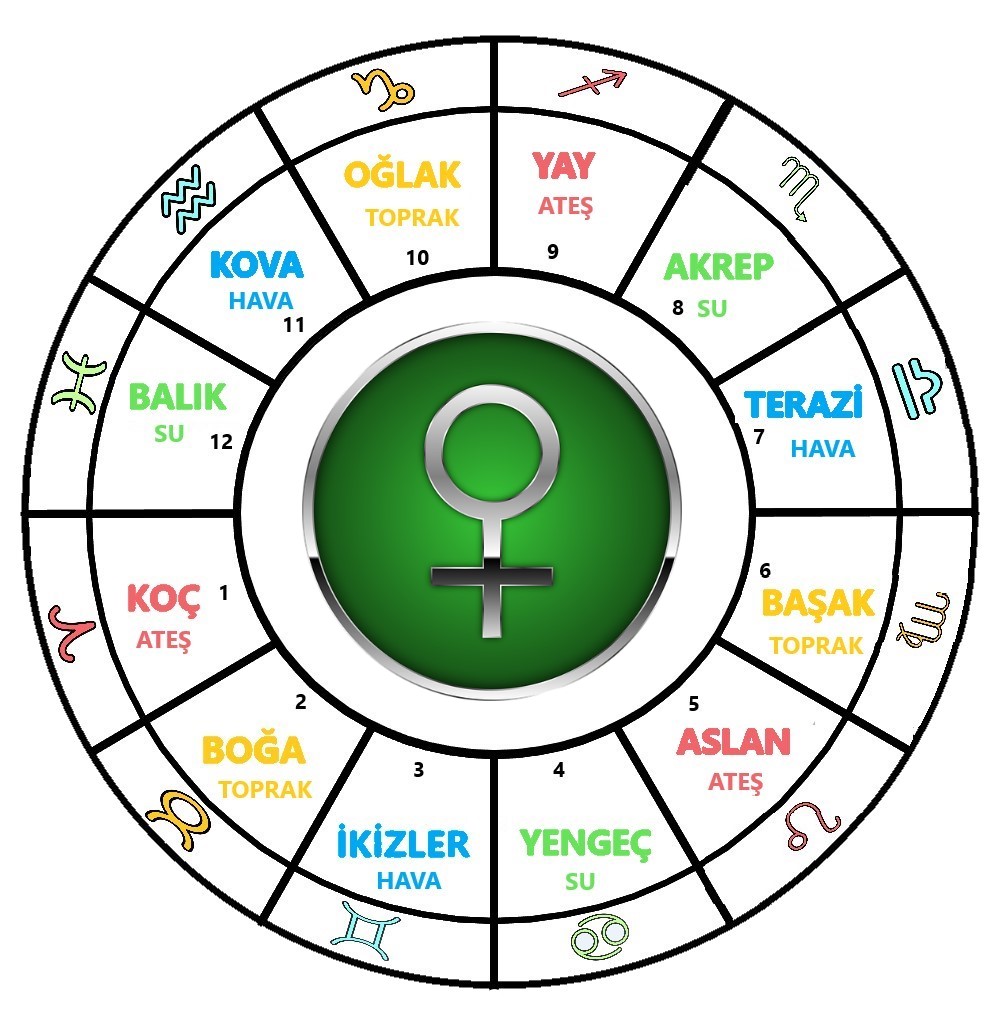 OĞLAK
TOPRAK
10
YAY
ATEŞ
9
AKREP
8 SU
TERAZİ
7
HAVA
6
BAŞAK
TOPRAK
5
ASLAN
ATEŞ
4
YENGEÇ
SU
3
İKİZLER
HAVA
2
BOĞA
TOPRAK
KOÇ 1
ATEŞ
BALIK
SU 12
KOVA
HAVA
11